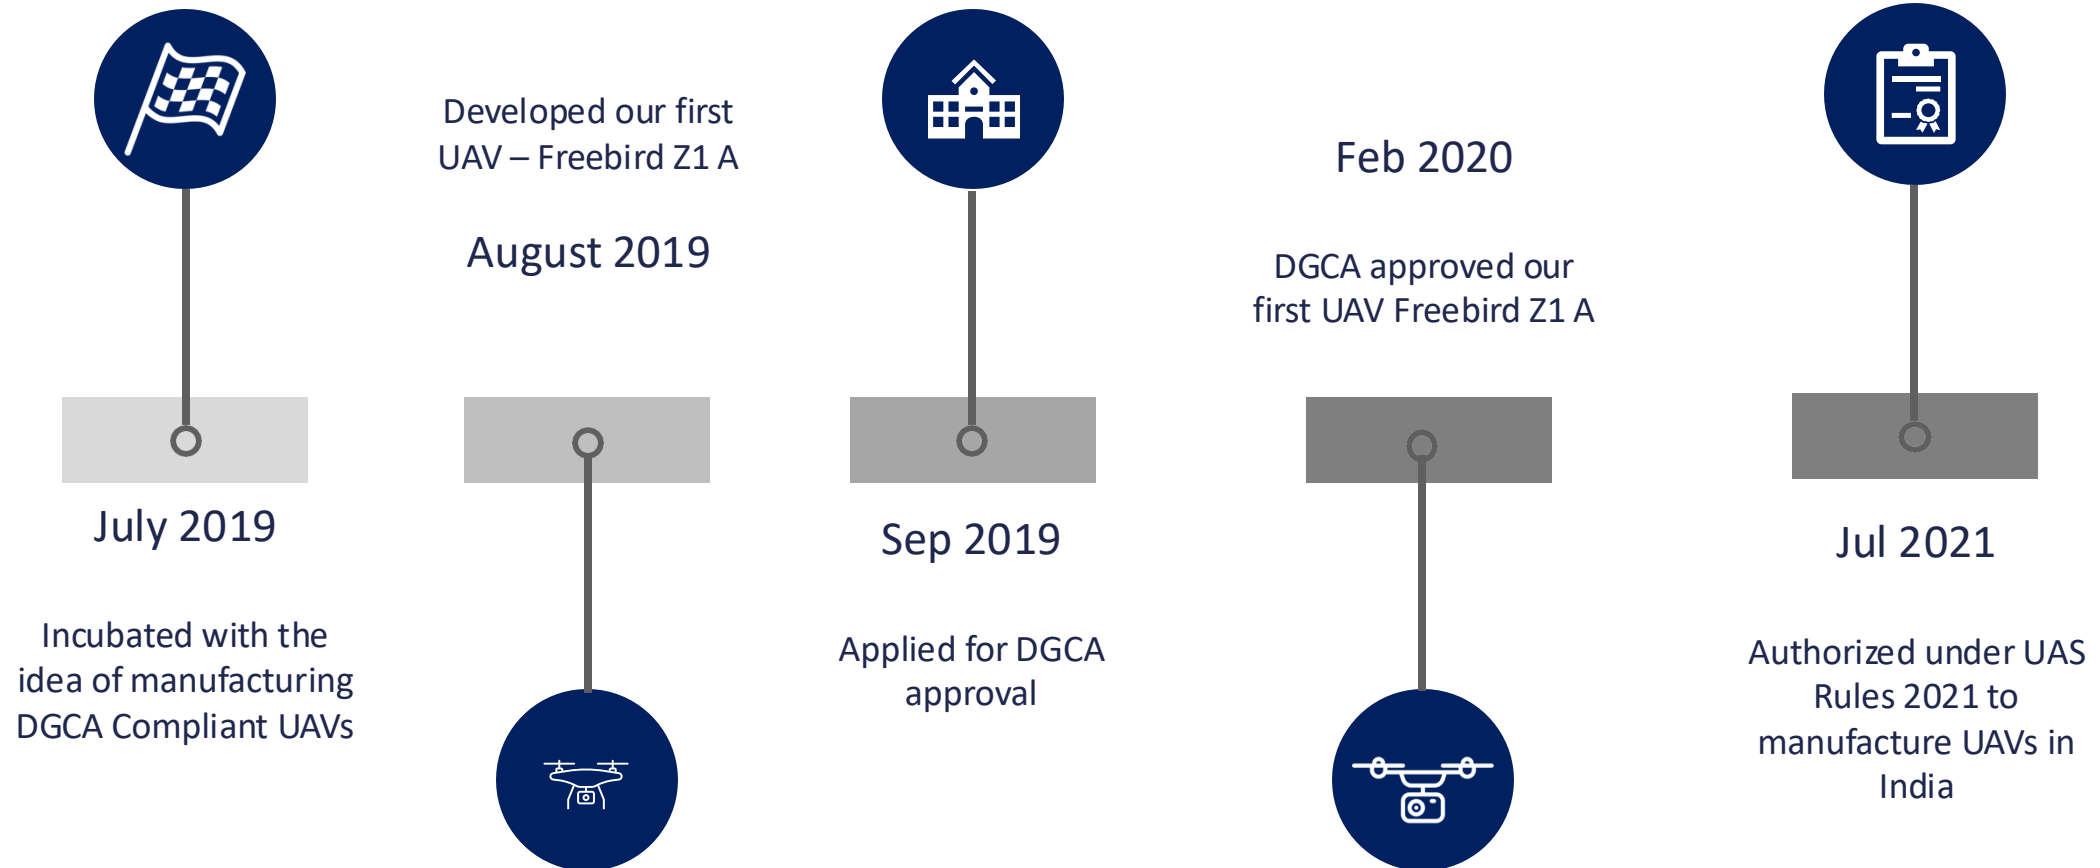 July 2019
Incubated with the
idea of manufacturing
DGCA Compliant UAVs
Developed our first
UAV – Freebird Z1 A
August 2019
Sep 2019
Applied for DGCA
approval
Feb 2020
DGCA approved our
first UAV Freebird Z1 A
Jul 2021
Authorized under UAS
Rules 2021 to
manufacture UAVs in
India